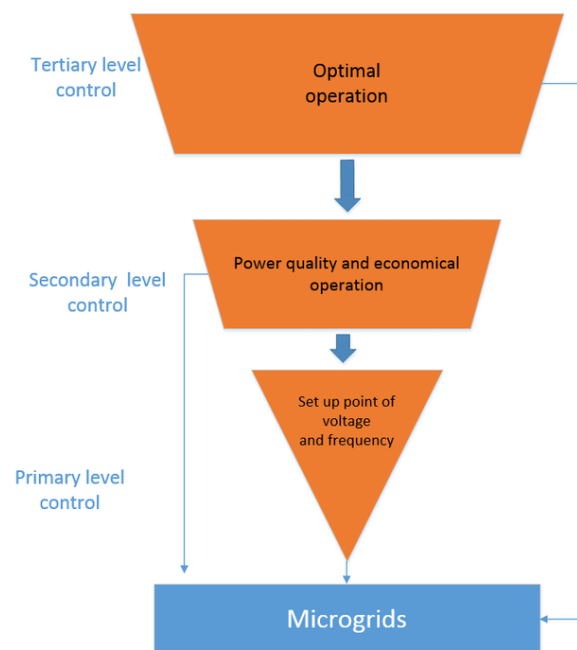 Tertiary level
control
Optimal
operation
Secondary level
control
Power quality and economical
operation
Set up point of
voltage
and frequency
Primary level
control
Microgrids